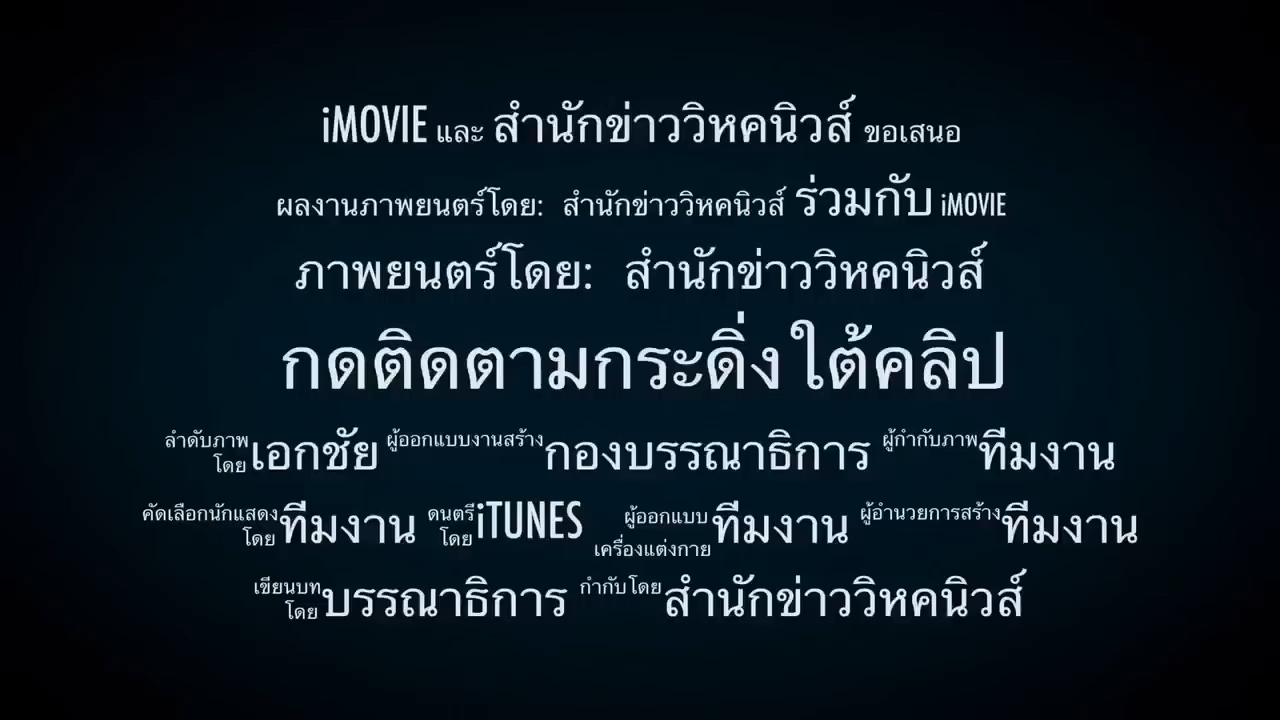 iMOVIE และ สำนักข่าววิหคนิวส์ ขอเสนอ
ผลงานภาพยนตร์โดย: สำนักข่าววิหคนิวส์ ร่วมกับ iMOVIE
ภาพยนตร์โดย: สำนักข่าววิหคนิวส์
กดติดตามกระดิ่ง ใต้คลิป
ลำดับภาพโดย เอกชัย ผู้ออกแบบงานสร้าง กองบรรณาธิการ ผู้กำกับภาพ ทีมงาน
คัดเลือกนักแสดงโดย ทีมงาน ดนตรีโดย iTUNES ผู้ออกแบบเครื่องแต่งกาย ทีมงาน ผู้อำนวยการสร้าง ทีมงาน
เขียนบทโดย บรรณาธิการ กำกับโดย สำนักข่าววิหคนิวส์